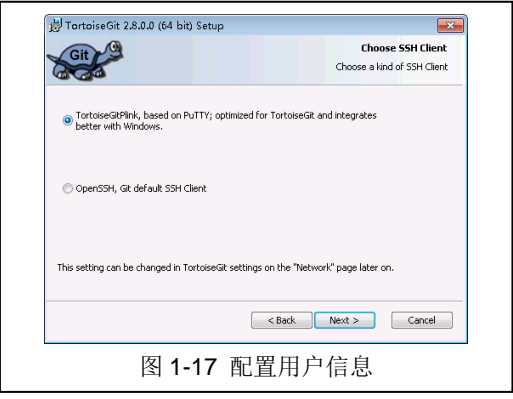 TortoiseGit 2.8.0.0 (64 bit) Setup
Git
Choose SSH Client
Choose a kind of SSH Client
TortoiseGitPlink, based on PuTTY; optimized for TortoiseGit and integrates
better with Windows.
OpenSSH, Git default SSH Client
This setting can be changed in TortoiseGit settings on the "Network" page later on.
< Back
Next >
Cancel
图 1-17 配置用户信息